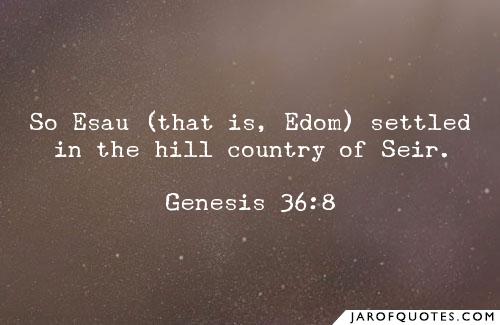 So Esau (that is, Edom) settled
in the hill country of Seir.
Genesis 36:8
JAROFQUOTES.COM